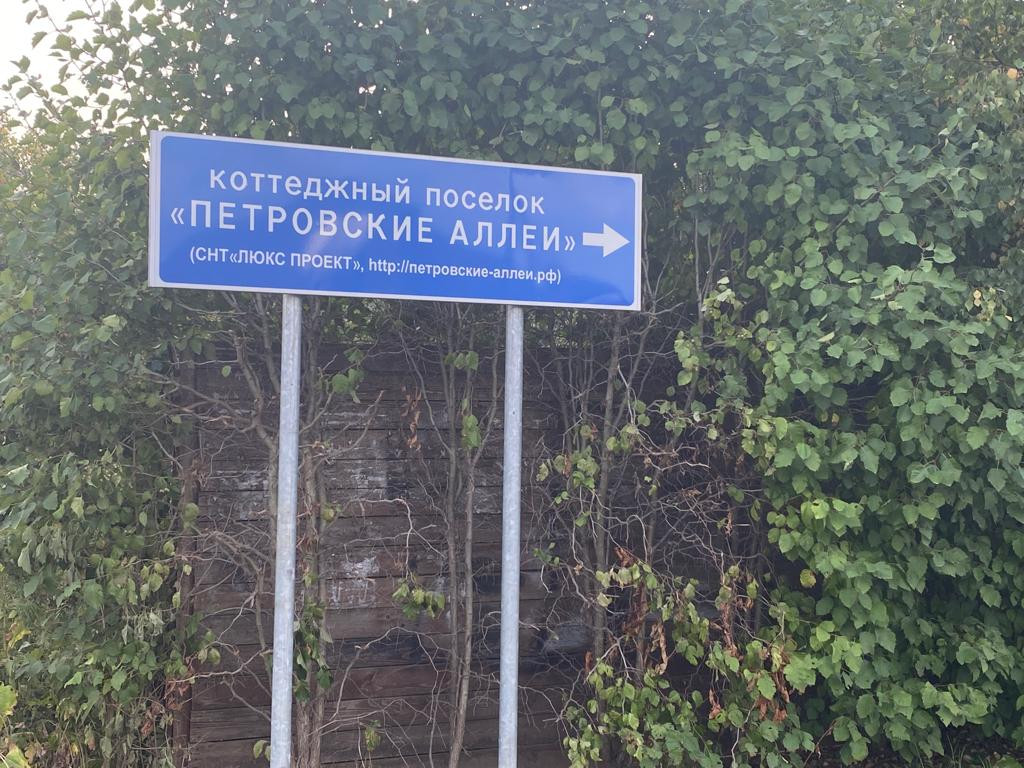 коттеджный поселок
«ПЕТРОВСКИЕ АЛЛЕИ»
(СНТ«ЛЮКС ПРОЕКТ», http://петровские-аллеи.рф)